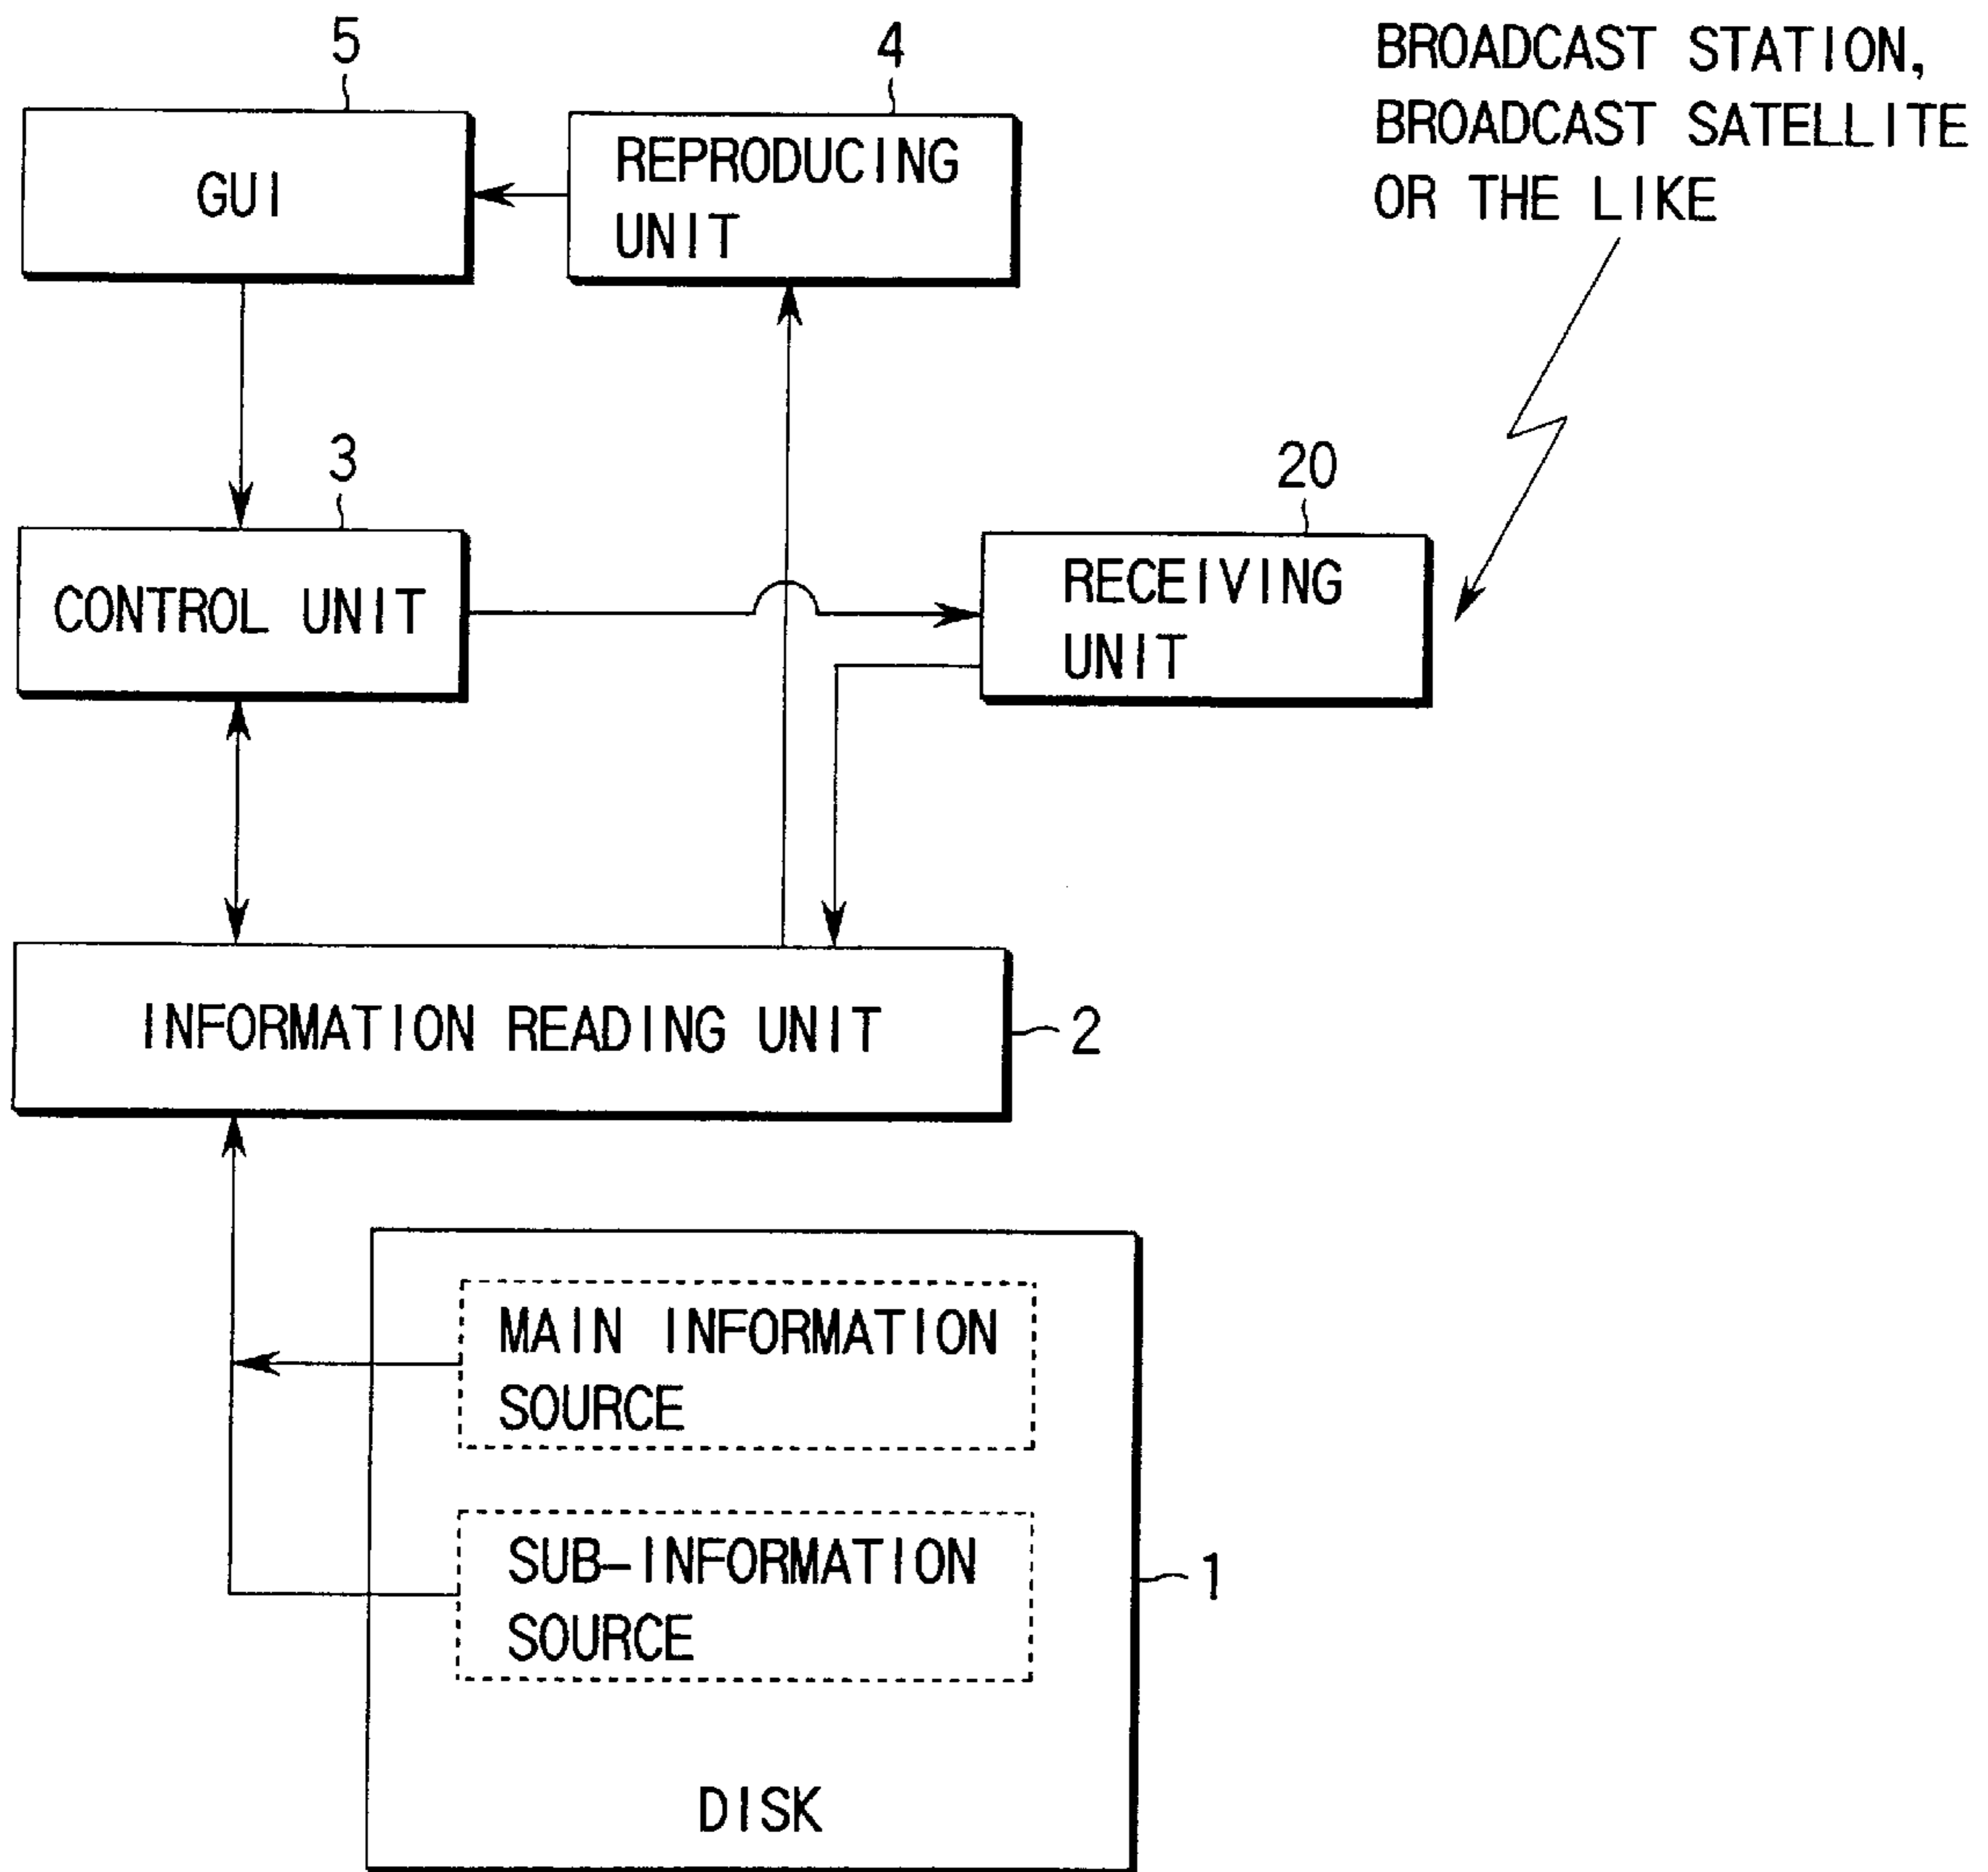 5
4
BROADCAST STATION,
BROADCAST SATELLITE
OR THE LIKE
GUI
REPRODUCING
UNIT
3
20
CONTROL UNIT
RECEIVING
UNIT
INFORMATION READING UNIT
2
MAIN INFORMATION
SOURCE
SUB-INFORMATION
SOURCE
1
DISK